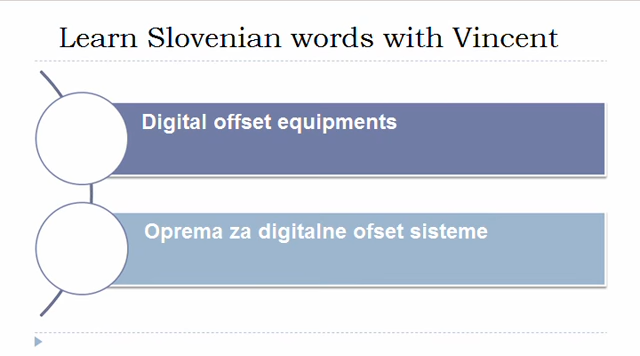 Learn Slovenian words with Vincent
Digital offset equipments
Oprema za digitalne ofset sisteme